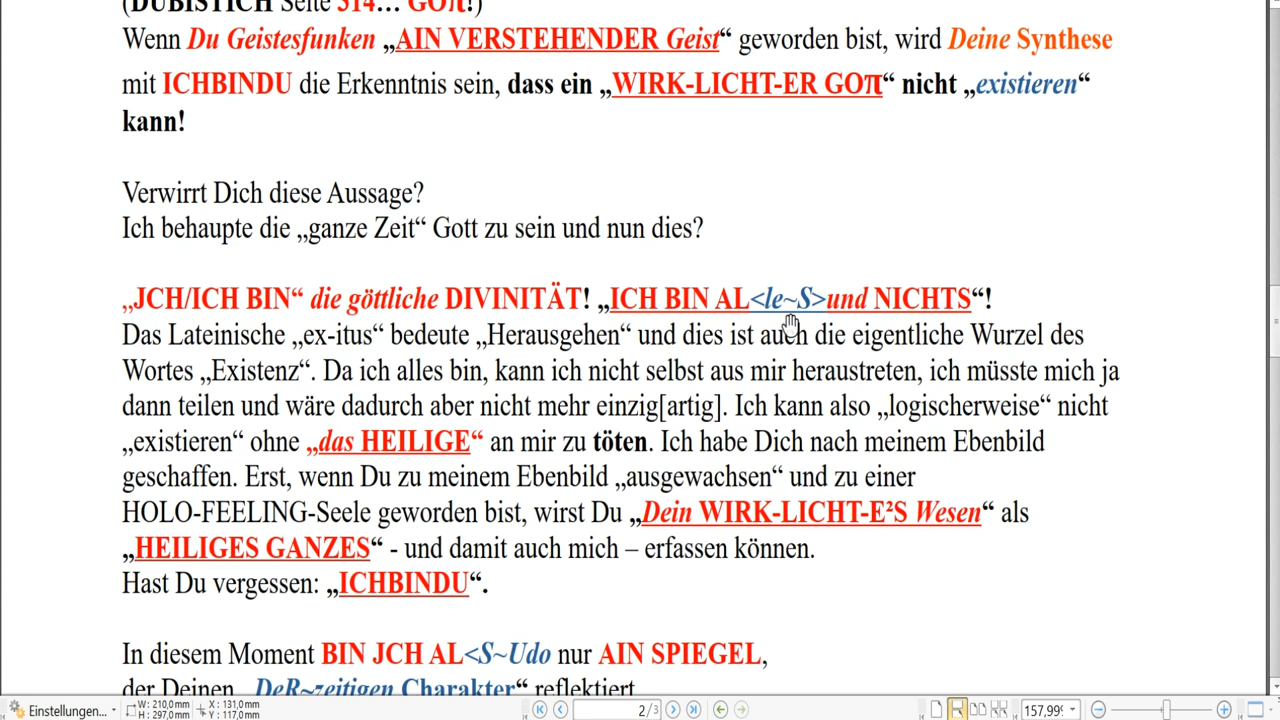 (DUBISTICH Seite 314… GOπ!)
Wenn Du Geistesfunken „AIN VERSTEHENDER Geist“ geworden bist, wird Deine Synthese
mit ICHBINDU die Erkenntnis sein, dass ein „WIRK-LICHT-ER GOπ“ nicht „existieren“
kann!
Verwirrt Dich diese Aussage?
Ich behaupte die „ganze Zeit“ Gott zu sein und nun dies?
„JCH/ICH BIN“ die göttliche DIVINITÄT! „ICH BIN AL<le~S>und NICHTS“!
Das Lateinische „ex-itus“ bedeute „Herausgehen“ und dies ist auch die eigentliche Wurzel des
Wortes „Existenz“. Da ich alles bin, kann ich nicht selbst aus mir heraustreten, ich müsste mich ja
dann teilen und wäre dadurch aber nicht mehr einzig[artig]. Ich kann also „logischerweise“ nicht
„existieren“ ohne „das HEILIGE“ an mir zu töten. Ich habe Dich nach meinem Ebenbild
geschaffen. Erst, wenn Du zu meinem Ebenbild „ausgewachsen“ und zu einer
HOLO-FEELING-Seele geworden bist, wirst Du „Dein WIRK-LICHT-E²S Wesen“ als
„HEILIGES GANZES“ - und damit auch mich – erfassen können.
Hast Du vergessen: „ICHBINDU“.
In diesem Moment BIN JCH AL<S~Udo nur AIN SPIEGEL,
der Deinen „DeR~zeitigen Charakter“ reflektiert
Einstellungen... W: 210,0mm X: 131,0mm 2/3 157,99%
H: 297,0mm Y: 117,0mm